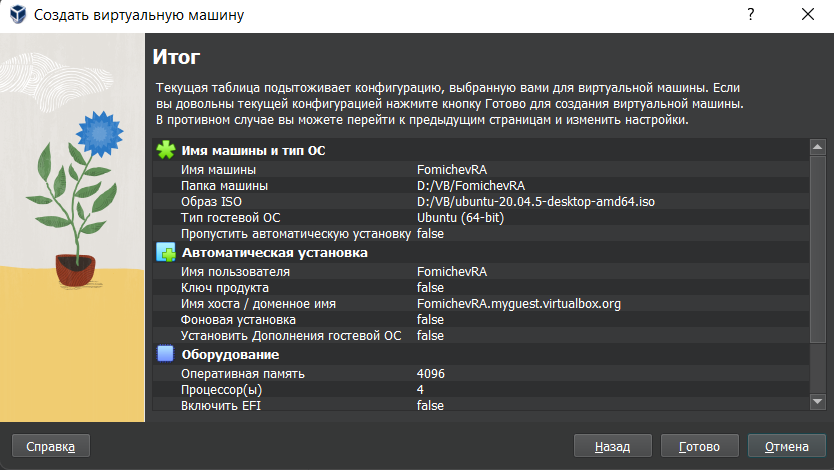 Создать виртуальную машину
?
Итог
Текущая таблица подытоживает конфигурацию, выбранную вами для виртуальной машины. Если
вы довольны текущей конфигурацией нажмите кнопку Готово для создания виртуальной машины.
В противном случае вы можете перейти к предыдущим страницам и изменить настройки.
Имя машины и тип ОС
Имя машины FomichevRA
Папка машины D:/VB/FomichevRA
Образ ISO D:/VB/ubuntu-20.04.5-desktop-amd64.iso
Тип гостевой ОС Ubuntu (64-bit)
Пропустить автоматическую установку false
Автоматическая установка
Имя пользователя FomichevRA
Ключ продукта false
Имя хоста / доменное имя FomichevRA.myguest.virtualbox.org
Фоновая установка false
Установить Дополнения гостевой ОС false
Оборудование
Оперативная память 4096
Процессор(ы) 4
Включить EFI false
Справка Назад Готово Отмена